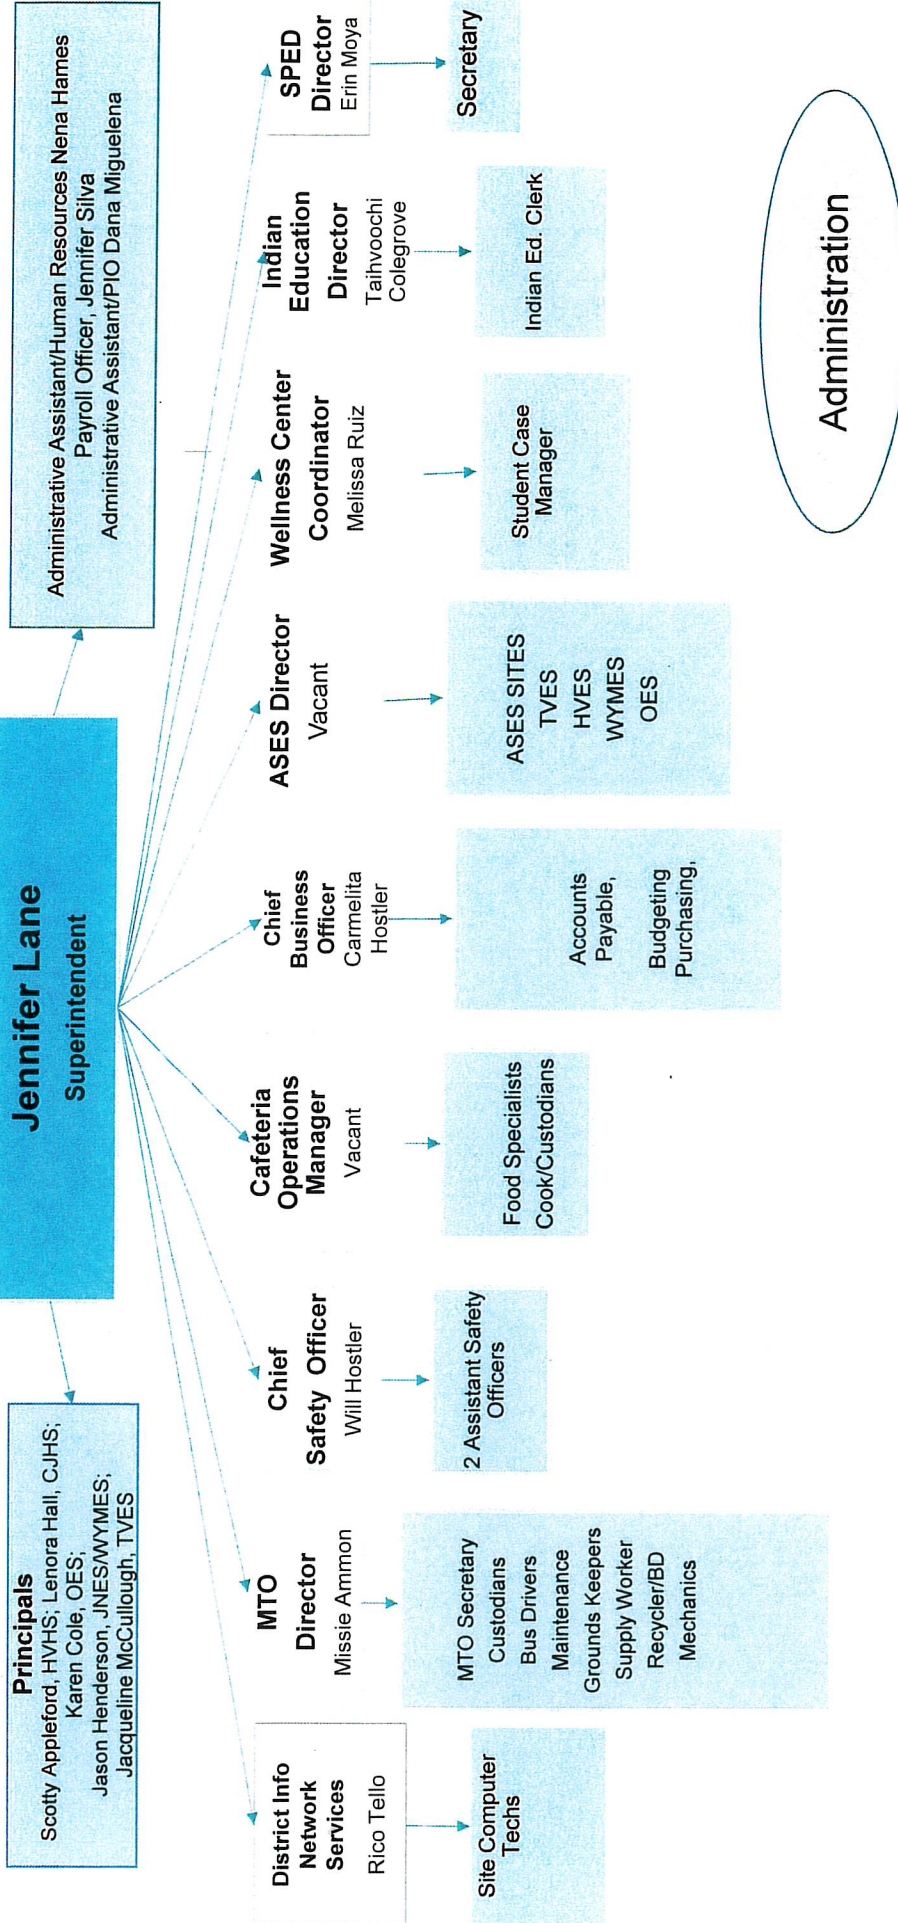 Jennifer Lane
Superintendent
Principals
Scotty Appleford, HVHS; Lenora Hall, CJHS;
Karen Cole, OES;
Jason Henderson, JNES/WYMES;
Jacqueline McCullough, TVES
Administrative Assistant/Human Resources Nena Hames
Payroll Officer, Jennifer Silva
Administrative Assistant/PIO Dana Miguelena
District Info
Network
Services
Rico Tello
Site Computer
Techs
MTO
Director
Missie Ammon
MTO Secretary
Custodians
Bus Drivers
Maintenance
Grounds Keepers
Supply Worker
Recycler/BD
Mechanics
Chief
Safety Officer
Will Hostler
2 Assistant Safety
Officers
Cafeteria
Operations
Manager
Vacant
Food Specialists
Cook/Custodians
Chief
Business
Officer
Carmelita
Hostler
Accounts
Payable,
Budgeting
Purchasing,
ASES Director
Vacant
ASES SITES
TVES
HVES
WYMES
OES
Wellness Center
Coordinator
Melissa Ruiz
Student Case
Manager
Indian
Education
Director
Taihvoochi
Colegrove
Indian Ed. Clerk
SPED
Director
Erin Moya
Secretary
Administration